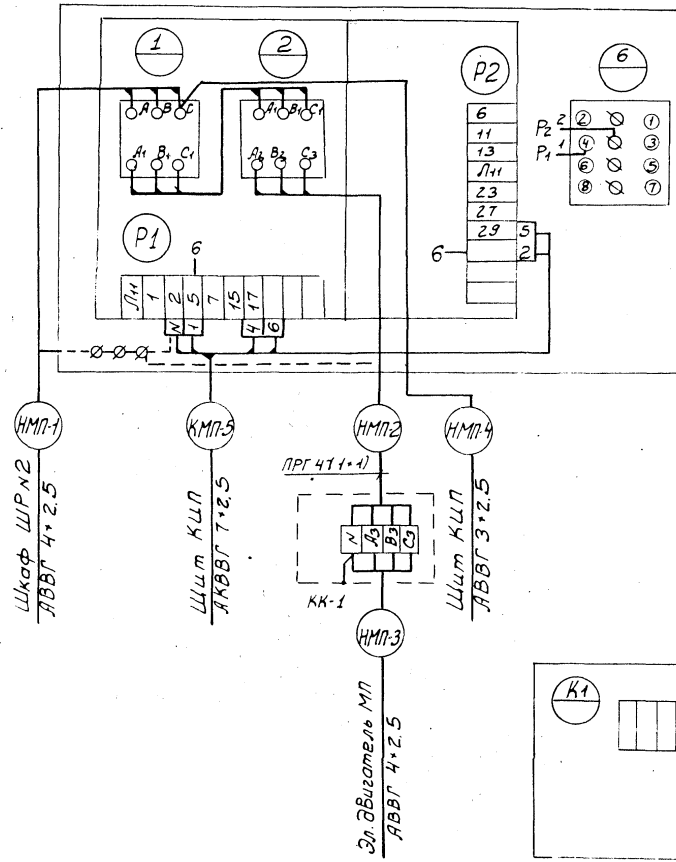 1
2
P2
6
A B C
A1 B1 C1
A1 B1 C1
A2 B2 C3
6
11
13
Л11
23
27
29
5
2
6
P2 2
P1 1
2 1
4 3
6 5
8 7
P1
6
Л11 1 2 5 7 15 17
N 1 4 6
НМП-1
КМП-5
НМП-2
НМП-4
Шкаф ШР №2
АВВГ 4×2,5
Щит КИП
АКВВГ 7×2,5
ПРГ 4(1×1)
N A3 B3 C3
КК-1
НМП-3
Щит КИП
АВВГ 3×2,5
Эл. двигатель МП
АВВГ 4×2,5
К1